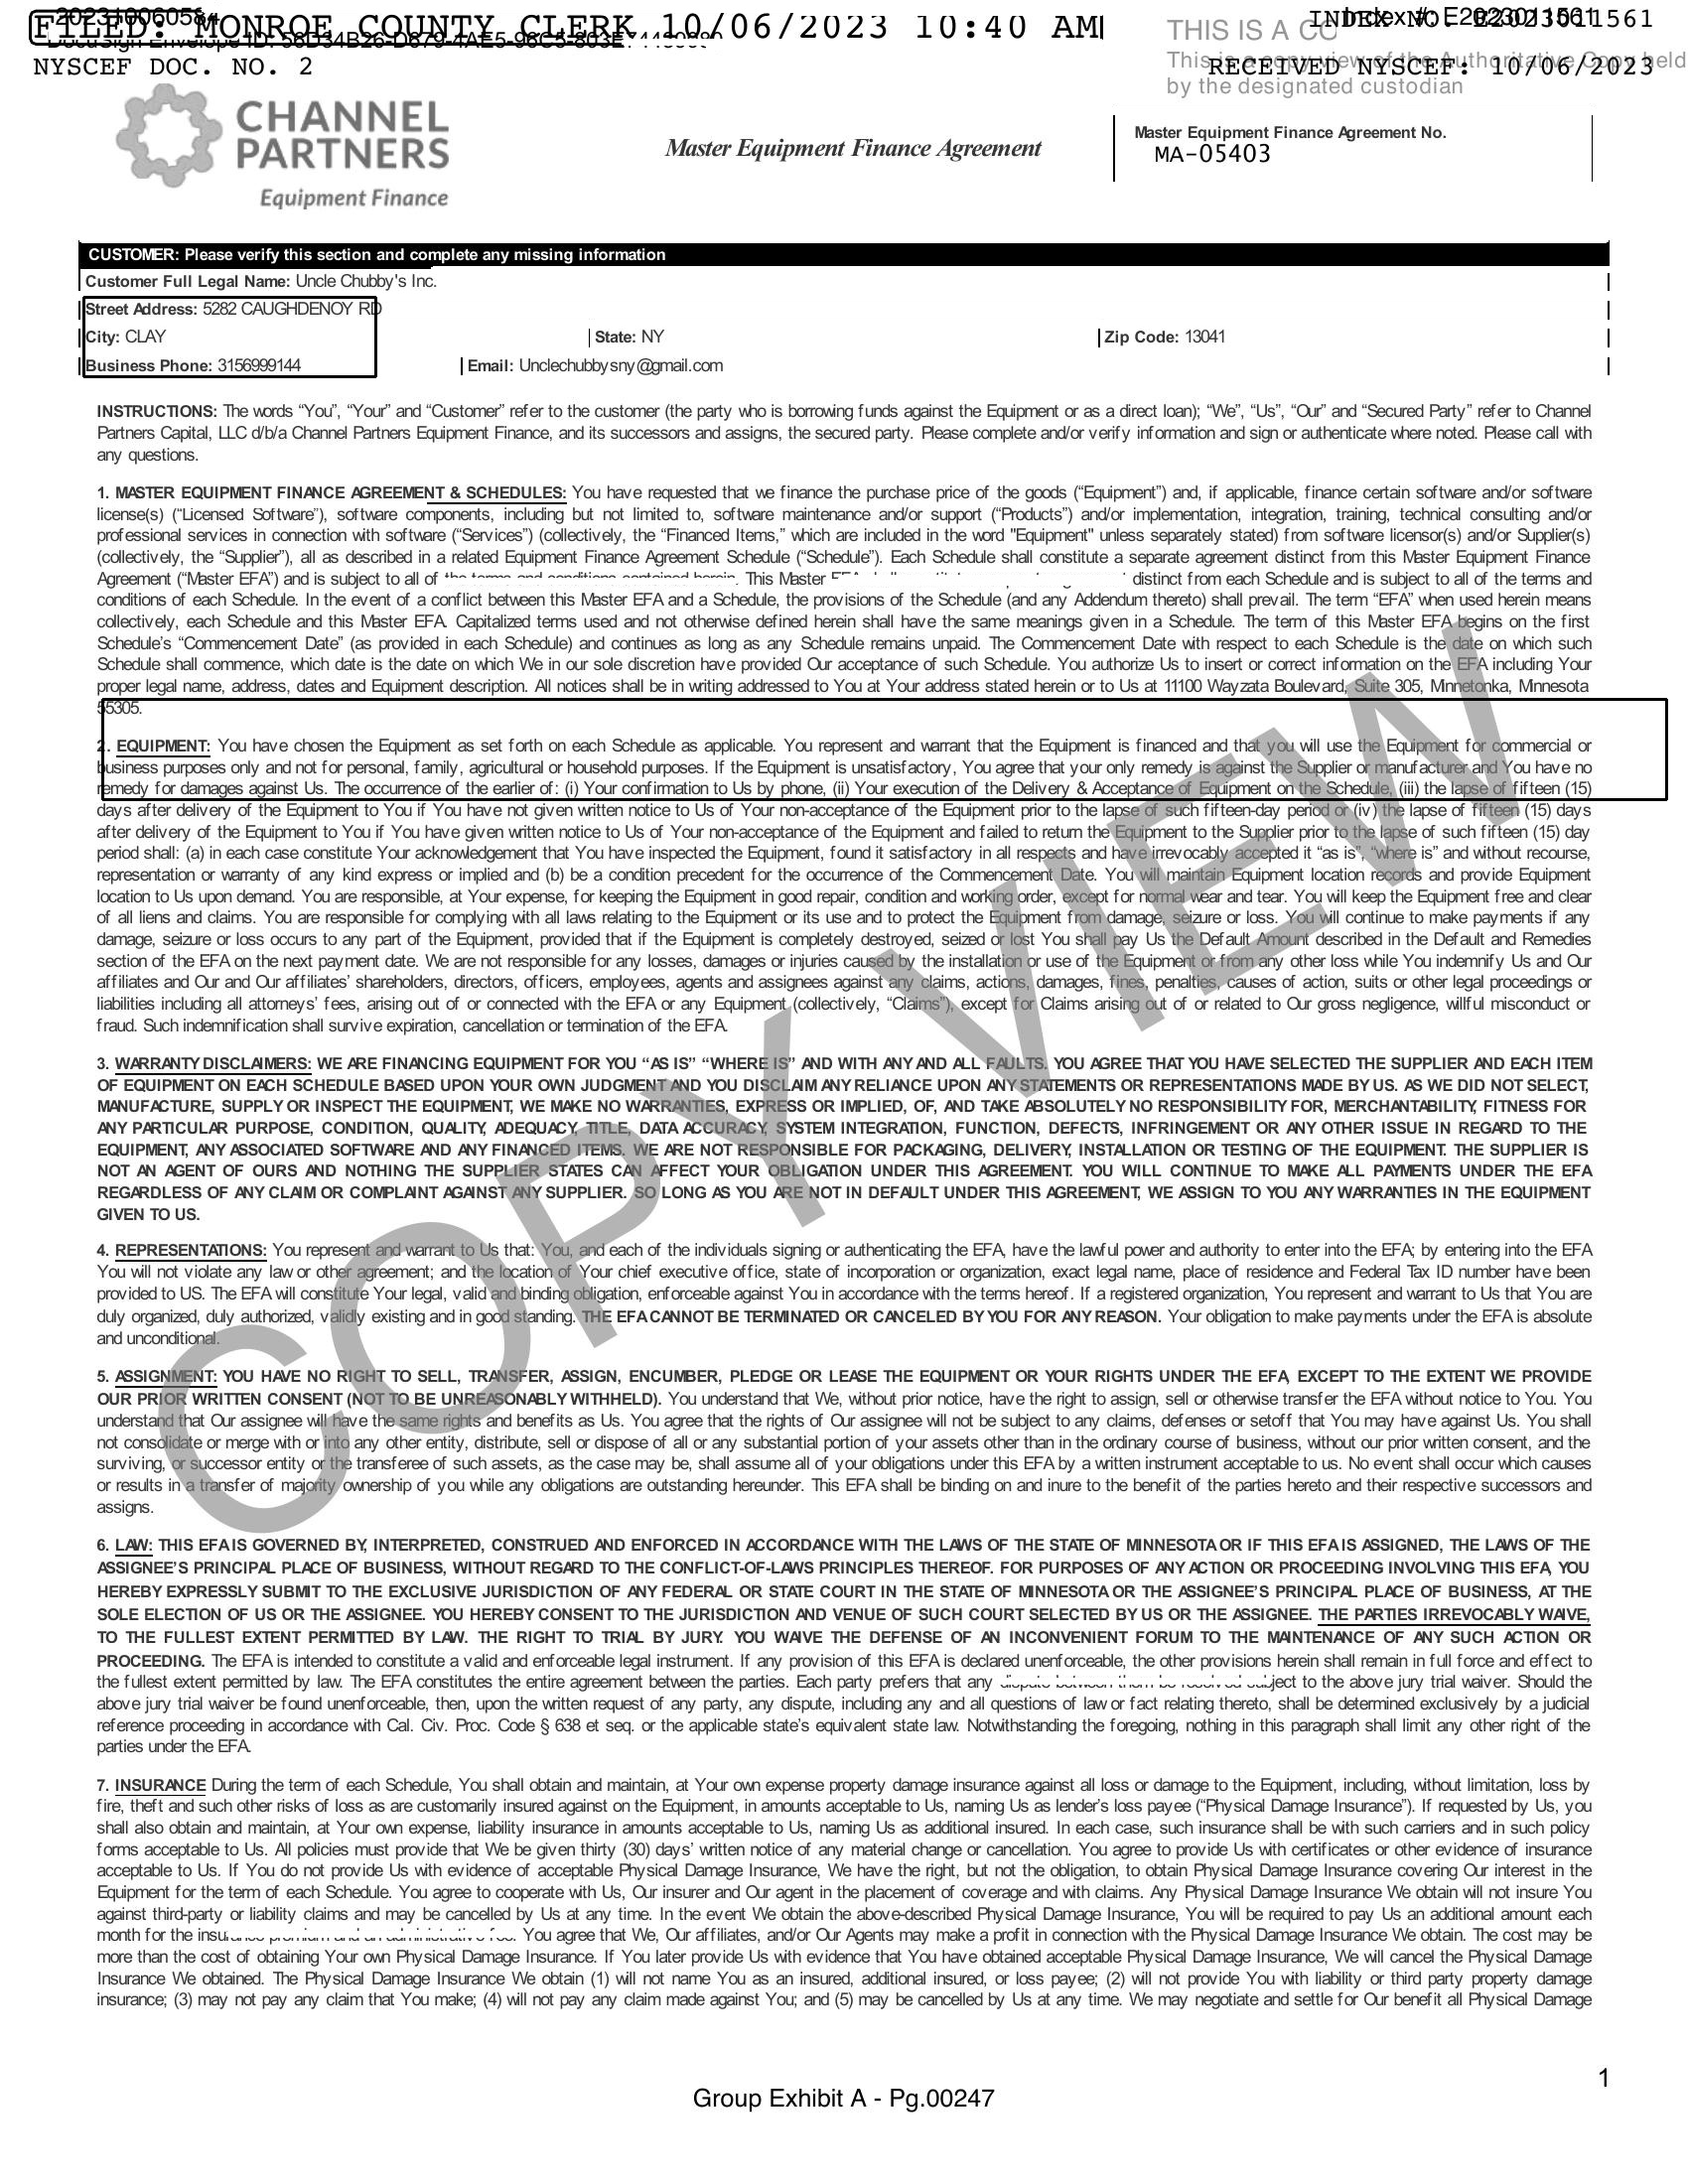 202310060584
FILED: MONROE COUNTY CLERK 10/06/2023 10:40 AM
INDEX NO. E2023011561
Index #: E2023011561
THIS IS A
NYSCEF DOC. NO. 2
RECEIVED NYSCEF: 10/06/2023
This is a copy view of the Authoritative Copy held
by the designated custodian
CHANNEL
PARTNERS
Equipment Finance
Master Equipment Finance Agreement
Master Equipment Finance Agreement No.
MA-05403
CUSTOMER: Please verify this section and complete any missing information
Customer Full Legal Name: Uncle Chubby's Inc.
Street Address: 5282 CAUGHDENOY RD
City: CLAY State: NY Zip Code: 13041
Business Phone: 3156999144 Email: Unclechubbysny@gmail.com
INSTRUCTIONS: The words “You”, “Your” and “Customer” refer to the customer (the party who is borrowing funds against the Equipment or as a direct loan); “We”, “Us”, “Our” and “Secured Party” refer to Channel
Partners Capital, LLC d/b/a Channel Partners Equipment Finance, and its successors and assigns, the secured party. Please complete and/or verify information and sign or authenticate where noted. Please call with
any questions.
1. MASTER EQUIPMENT FINANCE AGREEMENT & SCHEDULES: You have requested that we finance the purchase price of the goods (“Equipment”) and, if applicable, finance certain software and/or software
license(s) (“Licensed Software”), software components, including but not limited to, software maintenance and/or support (“Products”) and/or implementation, integration, training, technical consulting and/or
professional services in connection with software (“Services”) (collectively, the “Financed Items,” which are included in the word "Equipment" unless separately stated) from software licensor(s) and/or Supplier(s)
(collectively, the “Supplier”), all as described in a related Equipment Finance Agreement Schedule (“Schedule”). Each Schedule shall constitute a separate agreement distinct from this Master Equipment Finance
Agreement (“Master EFA”) and is subject to all of the terms and conditions contained herein. This Master distinct from each Schedule and is subject to all of the terms and
conditions of each Schedule. In the event of a conflict between this Master EFA and a Schedule, the provisions of the Schedule (and any Addendum thereto) shall prevail. The term “EFA” when used herein means
collectively, each Schedule and this Master EFA. Capitalized terms used and not otherwise defined herein shall have the same meanings given in a Schedule. The term of this Master EFA begins on the first
Schedule’s “Commencement Date” (as provided in each Schedule) and continues as long as any Schedule remains unpaid. The Commencement Date with respect to each Schedule is the date on which such
Schedule shall commence, which date is the date on which We in our sole discretion have provided Our acceptance of such Schedule. You authorize Us to insert or correct information on the EFA including Your
proper legal name, address, dates and Equipment description. All notices shall be in writing addressed to You at Your address stated herein or to Us at 11100 Wayzata Boulevard, Suite 305, Minnetonka, Minnesota
55305.
2. EQUIPMENT: You have chosen the Equipment as set forth on each Schedule as applicable. You represent and warrant that the Equipment is financed and that you will use the Equipment for commercial or
business purposes only and not for personal, family, agricultural or household purposes. If the Equipment is unsatisfactory, You agree that your only remedy is against the Supplier or manufacturer and You have no
remedy for damages against Us. The occurrence of the earlier of: (i) Your confirmation to Us by phone, (ii) Your execution of the Delivery & Acceptance of Equipment on the Schedule, (iii) the lapse of fifteen (15)
days after delivery of the Equipment to You if You have not given written notice to Us of Your non-acceptance of the Equipment prior to the lapse of such fifteen-day period or (iv) the lapse of fifteen (15) days
after delivery of the Equipment to You if You have given written notice to Us of Your non-acceptance of the Equipment and failed to return the Equipment to the Supplier prior to the lapse of such fifteen (15) day
period shall: (a) in each case constitute Your acknowledgement that You have inspected the Equipment, found it satisfactory in all respects and have irrevocably accepted it “as is”, “where is” and without recourse,
representation or warranty of any kind express or implied and (b) be a condition precedent for the occurrence of the Commencement Date. You will maintain Equipment location records and provide Equipment
location to Us upon demand. You are responsible, at Your expense, for keeping the Equipment in good repair, condition and working order, except for normal wear and tear. You will keep the Equipment free and clear
of all liens and claims. You are responsible for complying with all laws relating to the Equipment or its use and to protect the Equipment from damage, seizure or loss. You will continue to make payments if any
damage, seizure or loss occurs to any part of the Equipment, provided that if the Equipment is completely destroyed, seized or lost You shall pay Us the Default Amount described in the Default and Remedies
section of the EFA on the next payment date. We are not responsible for any losses, damages or injuries caused by the installation or use of the Equipment or from any other loss while You indemnify Us and Our
affiliates and Our and Our affiliates’ shareholders, directors, officers, employees, agents and assignees against any claims, actions, damages, fines, penalties, causes of action, suits or other legal proceedings or
liabilities including all attorneys’ fees, arising out of or connected with the EFA or any Equipment (collectively, “Claims”), except for Claims arising out of or related to Our gross negligence, willful misconduct or
fraud. Such indemnification shall survive expiration, cancellation or termination of the EFA.
3. WARRANTY DISCLAIMERS: WE ARE FINANCING EQUIPMENT FOR YOU “AS IS” “WHERE IS” AND WITH ANY AND ALL FAULTS. YOU AGREE THAT YOU HAVE SELECTED THE SUPPLIER AND EACH ITEM
OF EQUIPMENT ON EACH SCHEDULE BASED UPON YOUR OWN JUDGMENT AND YOU DISCLAIM ANY RELIANCE UPON ANY STATEMENTS OR REPRESENTATIONS MADE BY US. AS WE DID NOT SELECT,
MANUFACTURE, SUPPLY OR INSPECT THE EQUIPMENT, WE MAKE NO WARRANTIES, EXPRESS OR IMPLIED, OF, AND TAKE ABSOLUTELY NO RESPONSIBILITY FOR, MERCHANTABILITY, FITNESS FOR
ANY PARTICULAR PURPOSE, CONDITION, QUALITY, ADEQUACY, TITLE, DATA ACCURACY, SYSTEM INTEGRATION, FUNCTION, DEFECTS, INFRINGEMENT OR ANY OTHER ISSUE IN REGARD TO THE
EQUIPMENT, ANY ASSOCIATED SOFTWARE AND ANY FINANCED ITEMS. WE ARE NOT RESPONSIBLE FOR PACKAGING, DELIVERY, INSTALLATION OR TESTING OF THE EQUIPMENT. THE SUPPLIER IS
NOT AN AGENT OF OURS AND NOTHING THE SUPPLIER STATES CAN AFFECT YOUR OBLIGATION UNDER THIS AGREEMENT. YOU WILL CONTINUE TO MAKE ALL PAYMENTS UNDER THE EFA
REGARDLESS OF ANY CLAIM OR COMPLAINT AGAINST ANY SUPPLIER. SO LONG AS YOU ARE NOT IN DEFAULT UNDER THIS AGREEMENT, WE ASSIGN TO YOU ANY WARRANTIES IN THE EQUIPMENT
GIVEN TO US.
4. REPRESENTATIONS: You represent and warrant to Us that: You, and each of the individuals signing or authenticating the EFA, have the lawful power and authority to enter into the EFA; by entering into the EFA
You will not violate any law or other agreement; and the location of Your chief executive office, state of incorporation or organization, exact legal name, place of residence and Federal Tax ID number have been
provided to US. The EFA will constitute Your legal, valid and binding obligation, enforceable against You in accordance with the terms hereof. If a registered organization, You represent and warrant to Us that You are
duly organized, duly authorized, validly existing and in good standing. THE EFA CANNOT BE TERMINATED OR CANCELED BY YOU FOR ANY REASON. Your obligation to make payments under the EFA is absolute
and unconditional.
5. ASSIGNMENT: YOU HAVE NO RIGHT TO SELL, TRANSFER, ASSIGN, ENCUMBER, PLEDGE OR LEASE THE EQUIPMENT OR YOUR RIGHTS UNDER THE EFA, EXCEPT TO THE EXTENT WE PROVIDE
OUR PRIOR WRITTEN CONSENT (NOT TO BE UNREASONABLY WITHHELD). You understand that We, without prior notice, have the right to assign, sell or otherwise transfer the EFA without notice to You. You
understand that Our assignee will have the same rights and benefits as Us. You agree that the rights of Our assignee will not be subject to any claims, defenses or setoff that You may have against Us. You shall
not consolidate or merge with or into any other entity, distribute, sell or dispose of all or any substantial portion of your assets other than in the ordinary course of business, without our prior written consent, and the
surviving, or successor entity or the transferee of such assets, as the case may be, shall assume all of your obligations under this EFA by a written instrument acceptable to us. No event shall occur which causes
or results in a transfer of majority ownership of you while any obligations are outstanding hereunder. This EFA shall be binding on and inure to the benefit of the parties hereto and their respective successors and
assigns.
6. LAW: THIS EFA IS GOVERNED BY, INTERPRETED, CONSTRUED AND ENFORCED IN ACCORDANCE WITH THE LAWS OF THE STATE OF MINNESOTA OR IF THIS EFA IS ASSIGNED, THE LAWS OF THE
ASSIGNEE’S PRINCIPAL PLACE OF BUSINESS, WITHOUT REGARD TO THE CONFLICT-OF-LAWS PRINCIPLES THEREOF. FOR PURPOSES OF ANY ACTION OR PROCEEDING INVOLVING THIS EFA, YOU
HEREBY EXPRESSLY SUBMIT TO THE EXCLUSIVE JURISDICTION OF ANY FEDERAL OR STATE COURT IN THE STATE OF MINNESOTA OR THE ASSIGNEE’S PRINCIPAL PLACE OF BUSINESS, AT THE
SOLE ELECTION OF US OR THE ASSIGNEE. YOU HEREBY CONSENT TO THE JURISDICTION AND VENUE OF SUCH COURT SELECTED BY US OR THE ASSIGNEE. THE PARTIES IRREVOCABLY WAIVE,
TO THE FULLEST EXTENT PERMITTED BY LAW. THE RIGHT TO TRIAL BY JURY. YOU WAIVE THE DEFENSE OF AN INCONVENIENT FORUM TO THE MAINTENANCE OF ANY SUCH ACTION OR
PROCEEDING. The EFA is intended to constitute a valid and enforceable legal instrument. If any provision of this EFA is declared unenforceable, the other provisions herein shall remain in full force and effect to
the fullest extent permitted by law. The EFA constitutes the entire agreement between the parties. Each party prefers that any dispute between them be resolved subject to the above jury trial waiver. Should the
above jury trial waiver be found unenforceable, then, upon the written request of any party, any dispute, including any and all questions of law or fact relating thereto, shall be determined exclusively by a judicial
reference proceeding in accordance with Cal. Civ. Proc. Code § 638 et seq. or the applicable state’s equivalent state law. Notwithstanding the foregoing, nothing in this paragraph shall limit any other right of the
parties under the EFA.
7. INSURANCE During the term of each Schedule, You shall obtain and maintain, at Your own expense property damage insurance against all loss or damage to the Equipment, including, without limitation, loss by
fire, theft and such other risks of loss as are customarily insured against on the Equipment, in amounts acceptable to Us, naming Us as lender’s loss payee (“Physical Damage Insurance”). If requested by Us, you
shall also obtain and maintain, at Your own expense, liability insurance in amounts acceptable to Us, naming Us as additional insured. In each case, such insurance shall be with such carriers and in such policy
forms acceptable to Us. All policies must provide that We be given thirty (30) days’ written notice of any material change or cancellation. You agree to provide Us with certificates or other evidence of insurance
acceptable to Us. If You do not provide Us with evidence of acceptable Physical Damage Insurance, We have the right, but not the obligation, to obtain Physical Damage Insurance covering Our interest in the
Equipment for the term of each Schedule. You agree to cooperate with Us, Our insurer and Our agent in the placement of coverage and with claims. Any Physical Damage Insurance We obtain will not insure You
against third-party or liability claims and may be cancelled by Us at any time. In the event We obtain the above-described Physical Damage Insurance, You will be required to pay Us an additional amount each
month for the insurance premium and an administrative fee. You agree that We, Our affiliates, and/or Our Agents may make a profit in connection with the Physical Damage Insurance We obtain. The cost may be
more than the cost of obtaining Your own Physical Damage Insurance. If You later provide Us with evidence that You have obtained acceptable Physical Damage Insurance, We will cancel the Physical Damage
Insurance We obtained. The Physical Damage Insurance We obtain (1) will not name You as an insured, additional insured, or loss payee; (2) will not provide You with liability or third party property damage
insurance; (3) may not pay any claim that You make; (4) will not pay any claim made against You; and (5) may be cancelled by Us at any time. We may negotiate and settle for Our benefit all Physical Damage
COPY VIEW
1
Group Exhibit A - Pg.00247